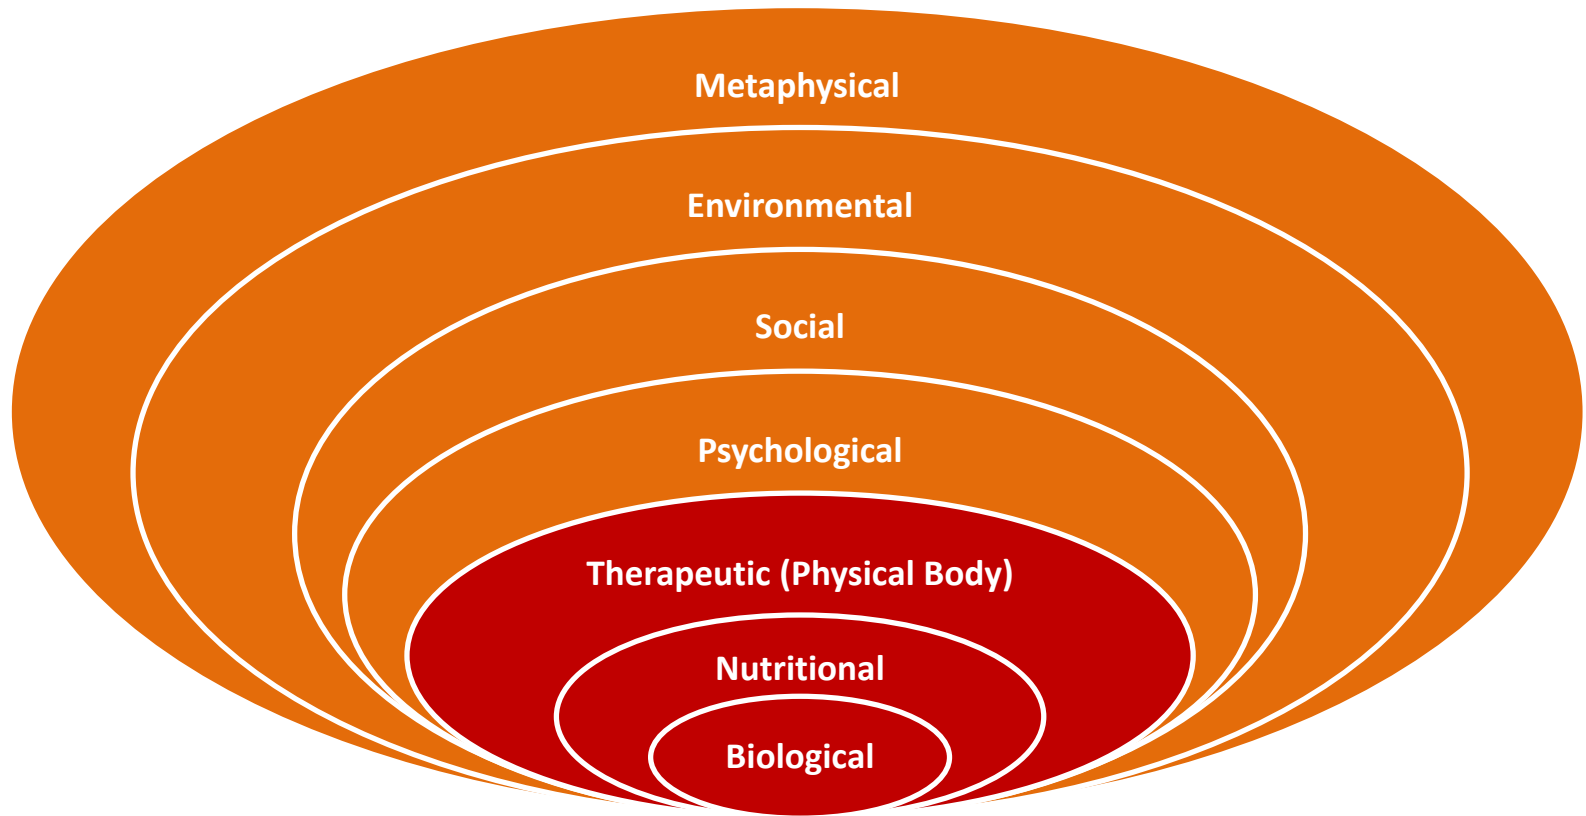 Metaphysical
Environmental
Social
Psychological
Therapeutic (Physical Body)
Nutritional
Biological